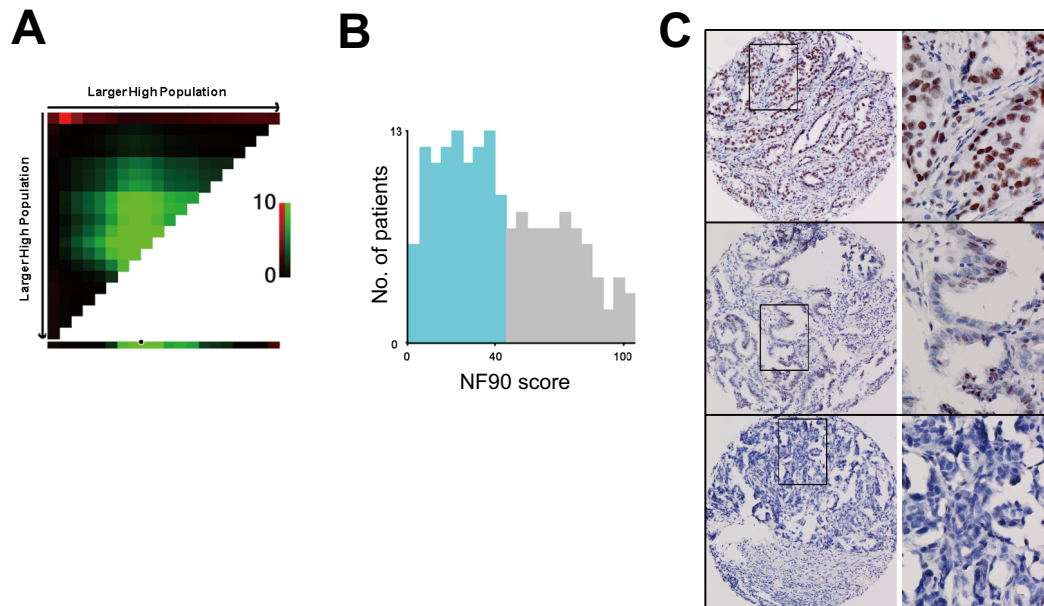 A
B
C
Larger High Population
Larger High Population
10
0
No. of patients
13
0
0
40
100
NF90 score